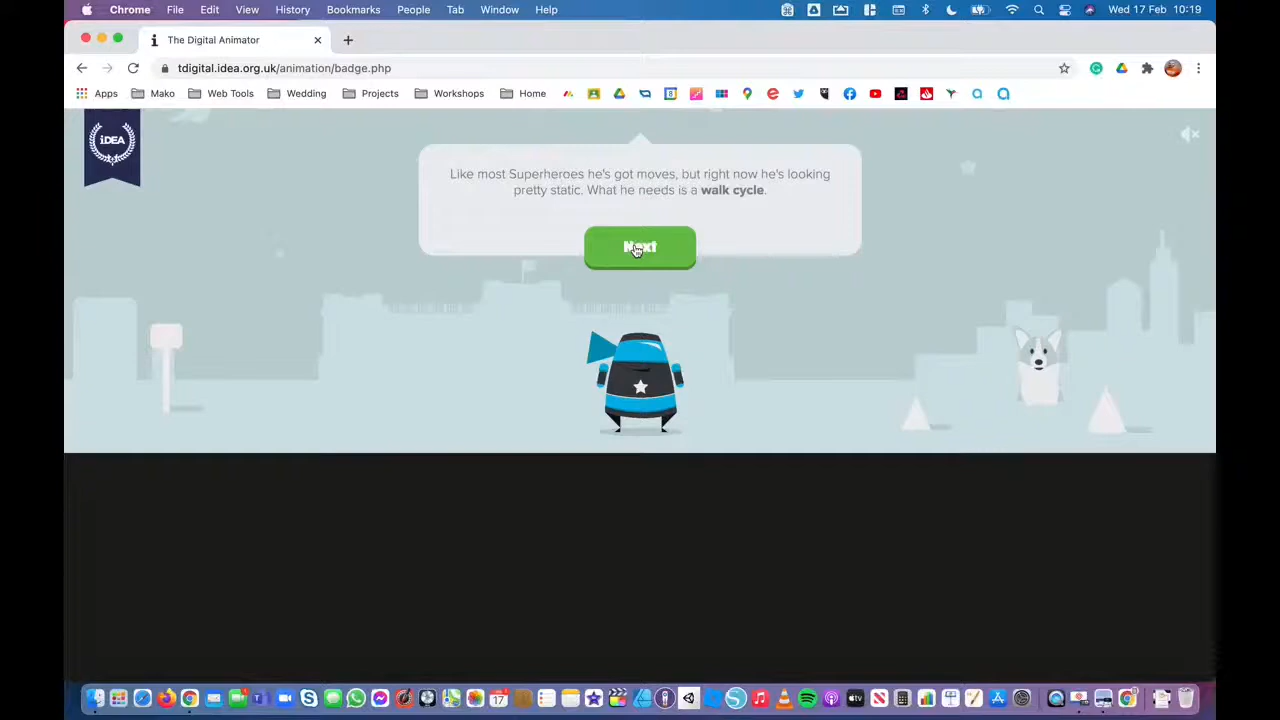 Chrome File Edit View History Bookmarks People Tab Window Help Wed 17 Feb 10:19
The Digital Animator
tdigital.idea.org.uk/animation/badge.php
Apps Mako Web Tools Wedding Projects Workshops Home
iDEA
Like most Superheroes he's got moves, but right now he's looking
pretty static. What he needs is a walk cycle.
Next